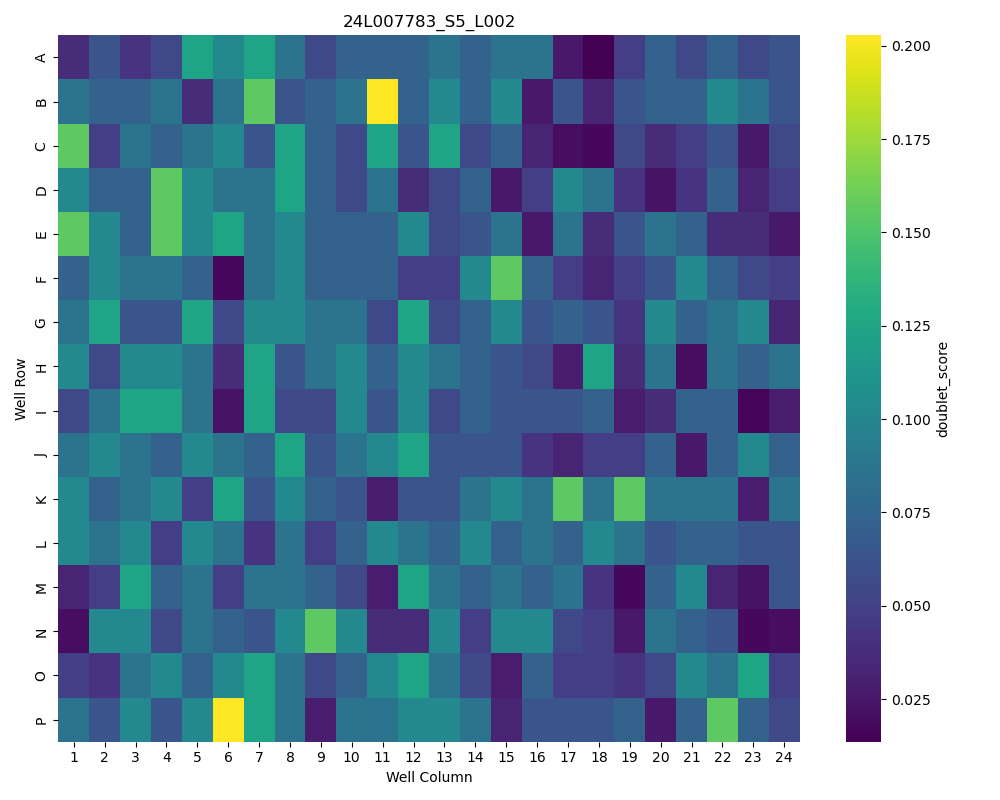 24L007783_S5_L002
Well Row
A
B
C
D
E
F
G
H
I
J
K
L
M
N
O
P
1 2 3 4 5 6 7 8 9 10 11 12 13 14 15 16 17 18 19 20 21 22 23 24
Well Column
0.200
0.175
0.150
0.125
0.100
0.075
0.050
0.025
doublet_score